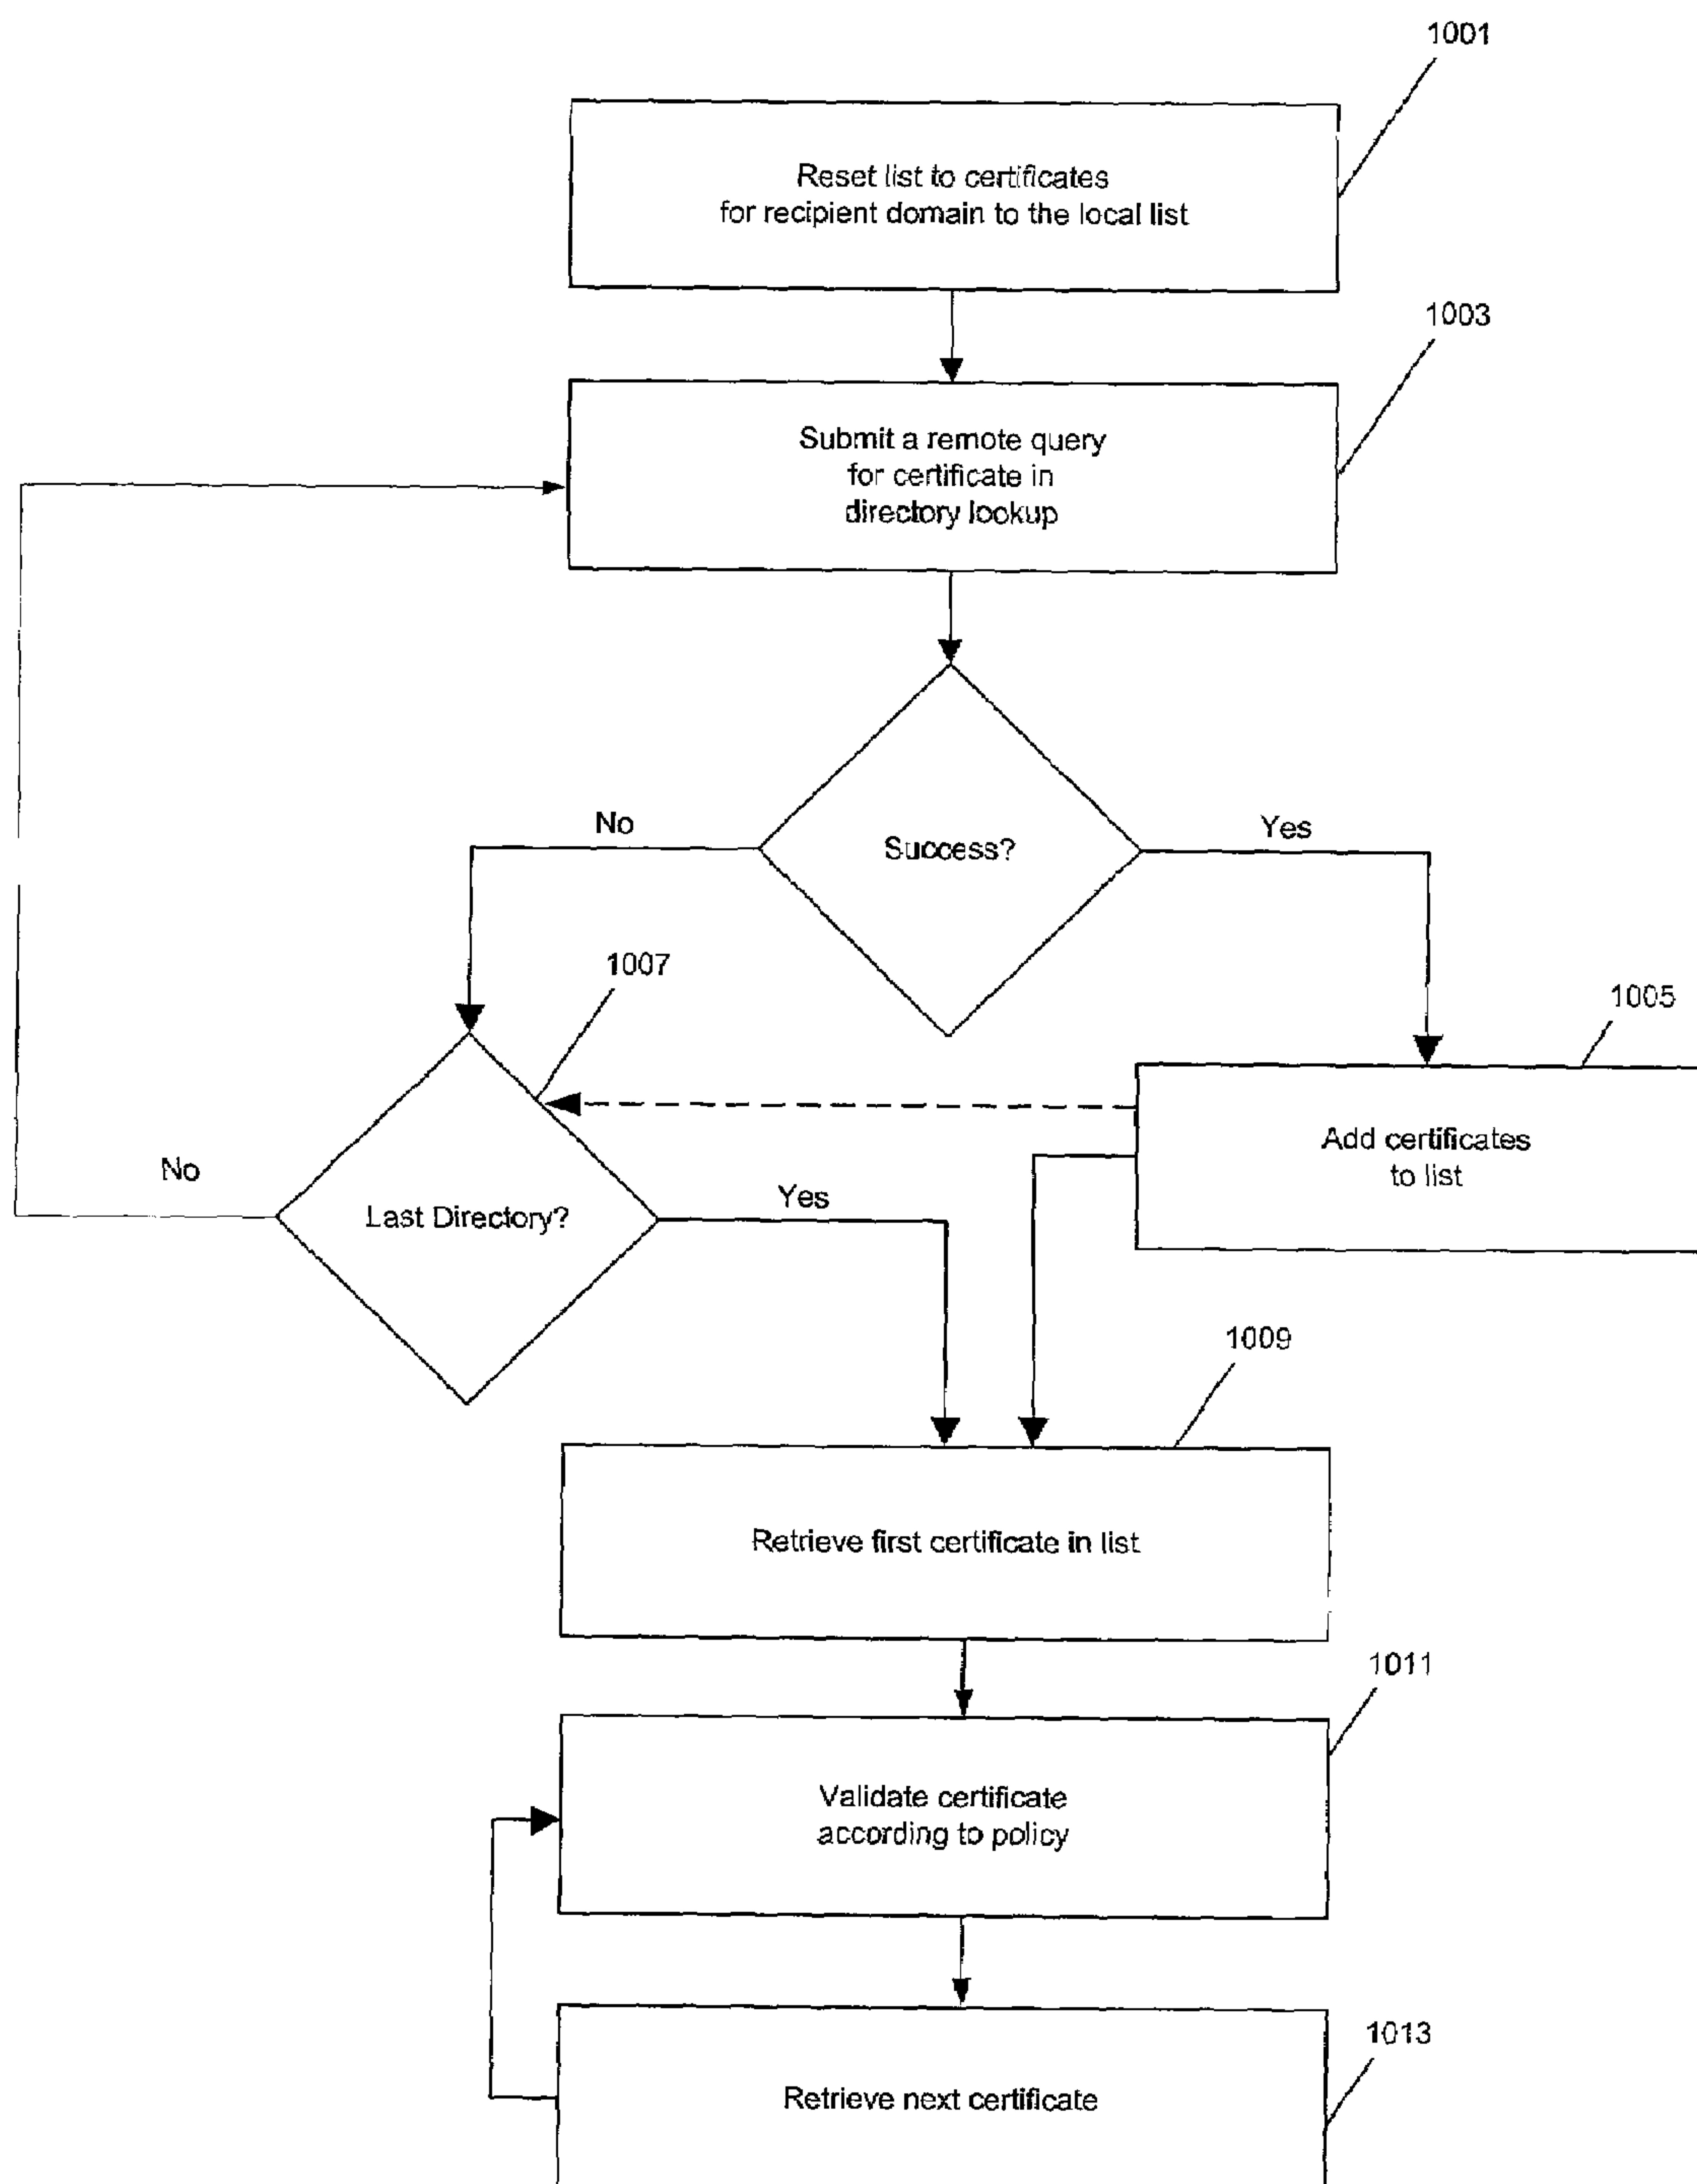 1001
Reset list to certificates
for recipient domain to the local list
1003
Submit a remote query
for certificate in
directory lookup
No
Success?
Yes
1007
1005
Add certificates
to list
No
Last Directory?
Yes
1009
Retrieve first certificate in list
1011
Validate certificate
according to policy
1013
Retrieve next certificate